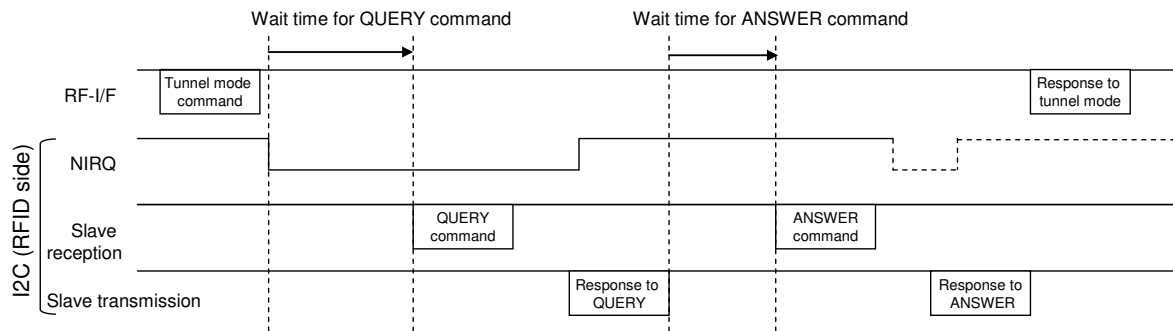 Wait time for QUERY command
Wait time for ANSWER command
RF-I/F
Tunnel mode
command
Response to
tunnel mode
I2C (RFID side)
NIRQ
Slave
reception
QUERY
command
ANSWER
command
Slave transmission
Response to
QUERY
Response to
ANSWER